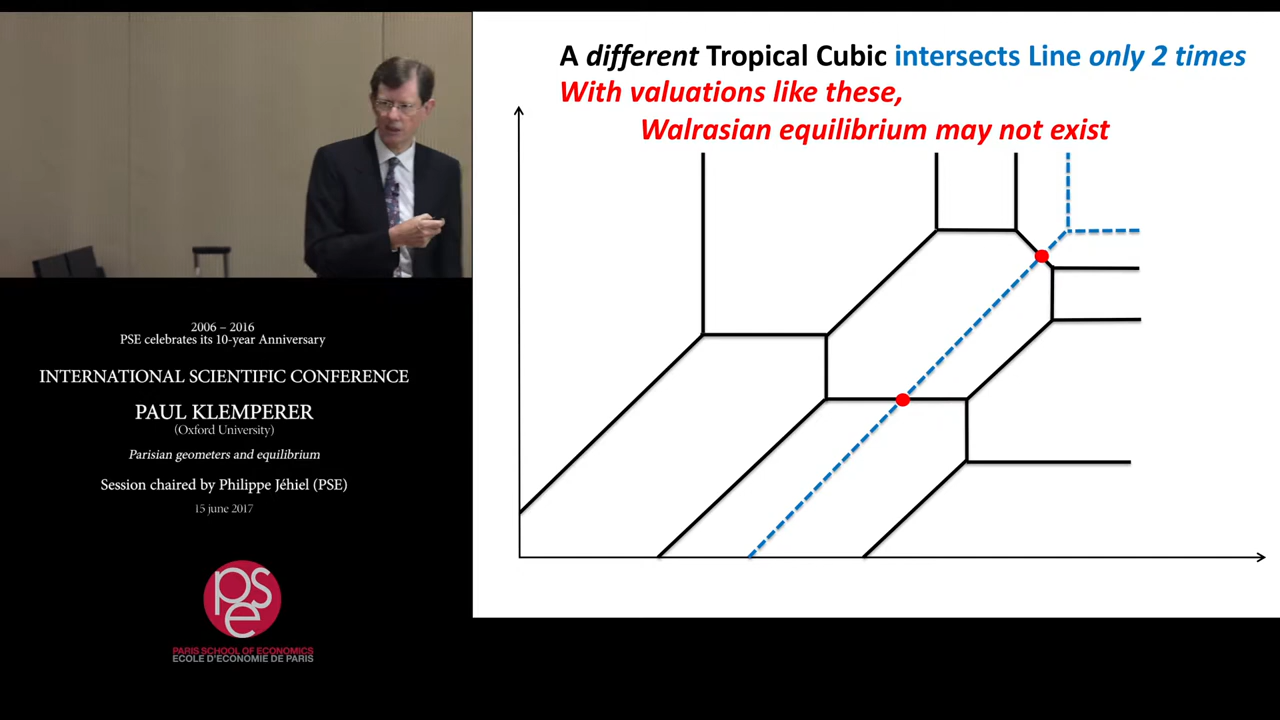 A different Tropical Cubic intersects Line only 2 times
With valuations like these,
Walrasian equilibrium may not exist
2006 – 2016
PSE celebrates its 10-year Anniversary
INTERNATIONAL SCIENTIFIC CONFERENCE
PAUL KLEMPERER
(Oxford University)
Parisian geometers and equilibrium
Session chaired by Philippe Jéhiel (PSE)
15 june 2017
pse
PARIS SCHOOL OF ECONOMICS
ECOLE D'ECONOMIE DE PARIS